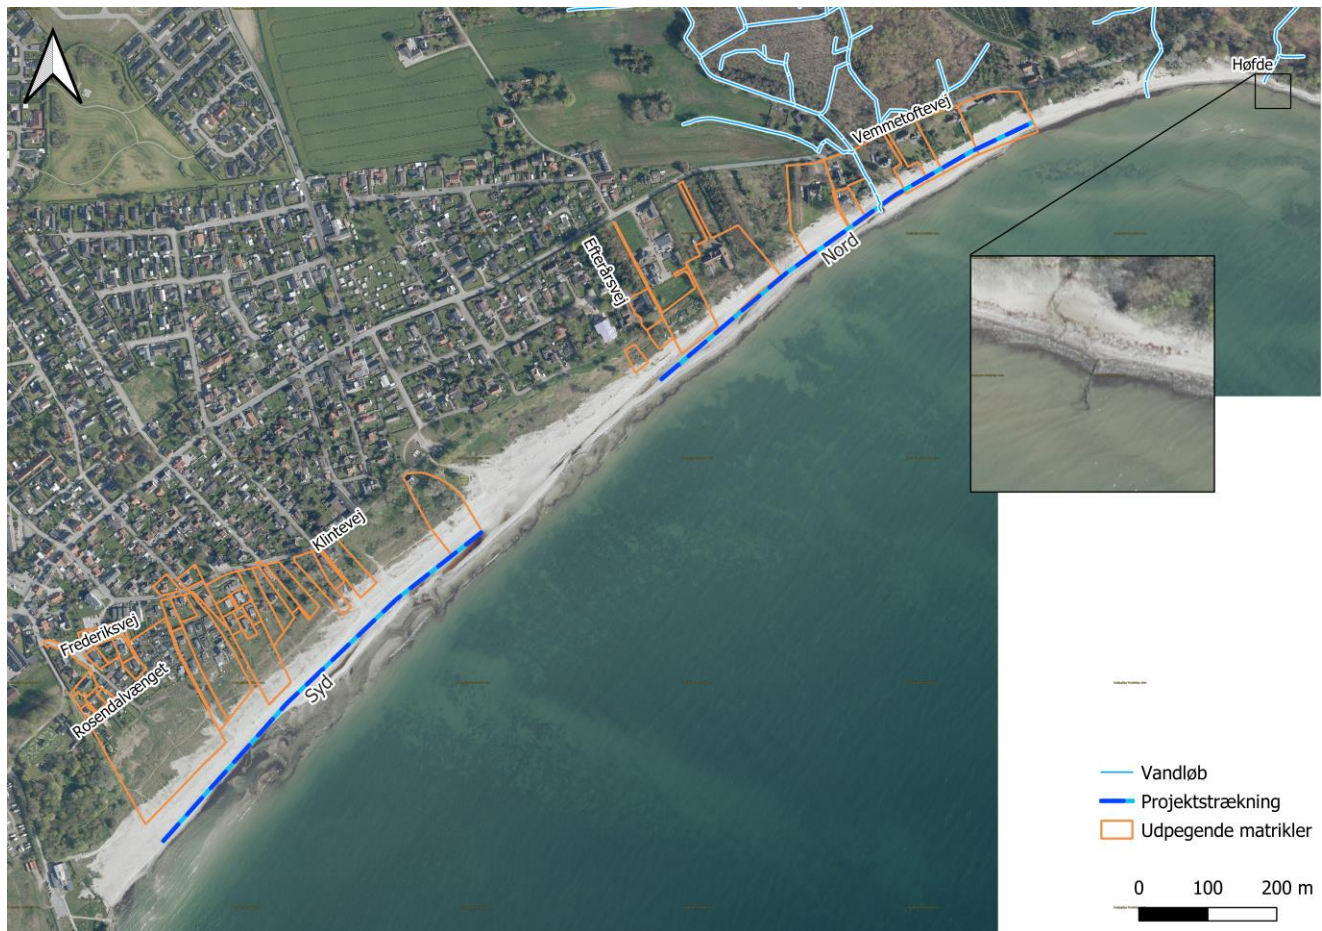 Høfde
Vemmetoftevej
Nord
Efterårsvej
Klintevej
Frederiksvej
Rosendalvænget
Syd
Vandløb
Projektstrækning
Udpegende matrikler
0 100 200 m